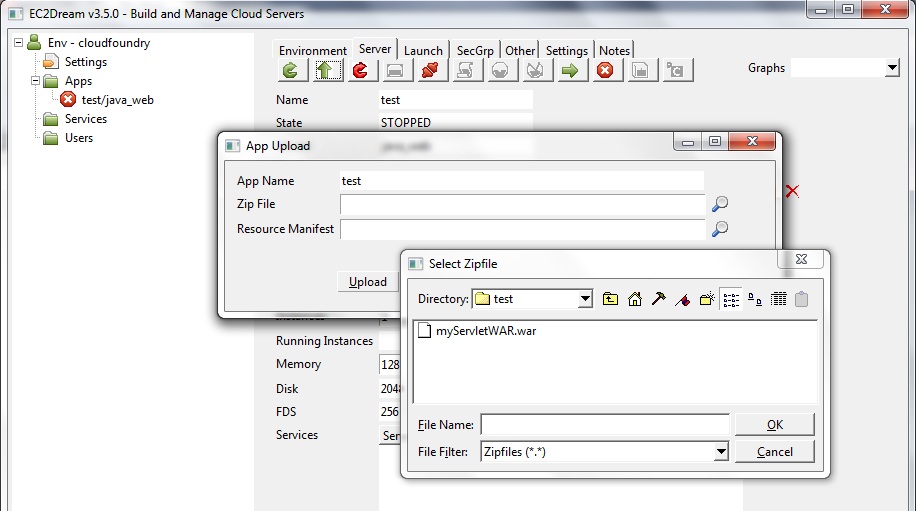 EC2Dream v3.5.0 - Build and Manage Cloud Servers
Env - cloudfoundry
Settings
Apps
test/java_web
Services
Users
Environment Server Launch SecGrp Other Settings Notes
Graphs
Name test
State STOPPED
App Upload
App Name test
Zip File
Resource Manifest
Upload
Select Zipfile
Directory: test
myServletWAR.war
File Name: OK
File Filter: Zipfiles (*.*) Cancel
Running Instances
Memory 128
Disk 2048
FDS 256
Services